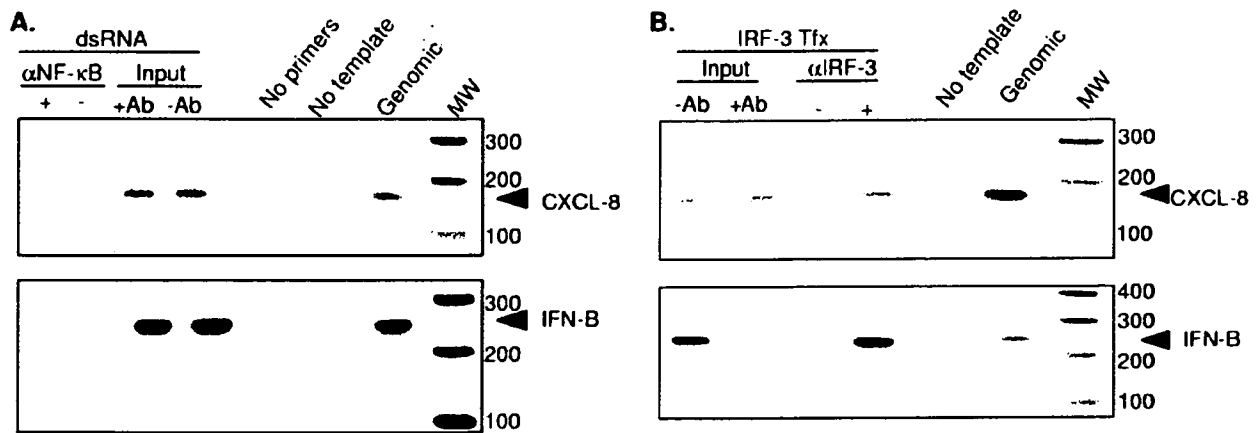 A.
dsRNA
αNF-κB Input
+ - +Ab -Ab
No primers
No template
Genomic
MW
300
200
CXCL-8
100
300
IFN-B
200
100
B.
IRF-3 Tfx
Input αIRF-3
-Ab +Ab - +
No template
Genomic
MW
300
200
CXCL-8
100
400
300
IFN-B
200
100